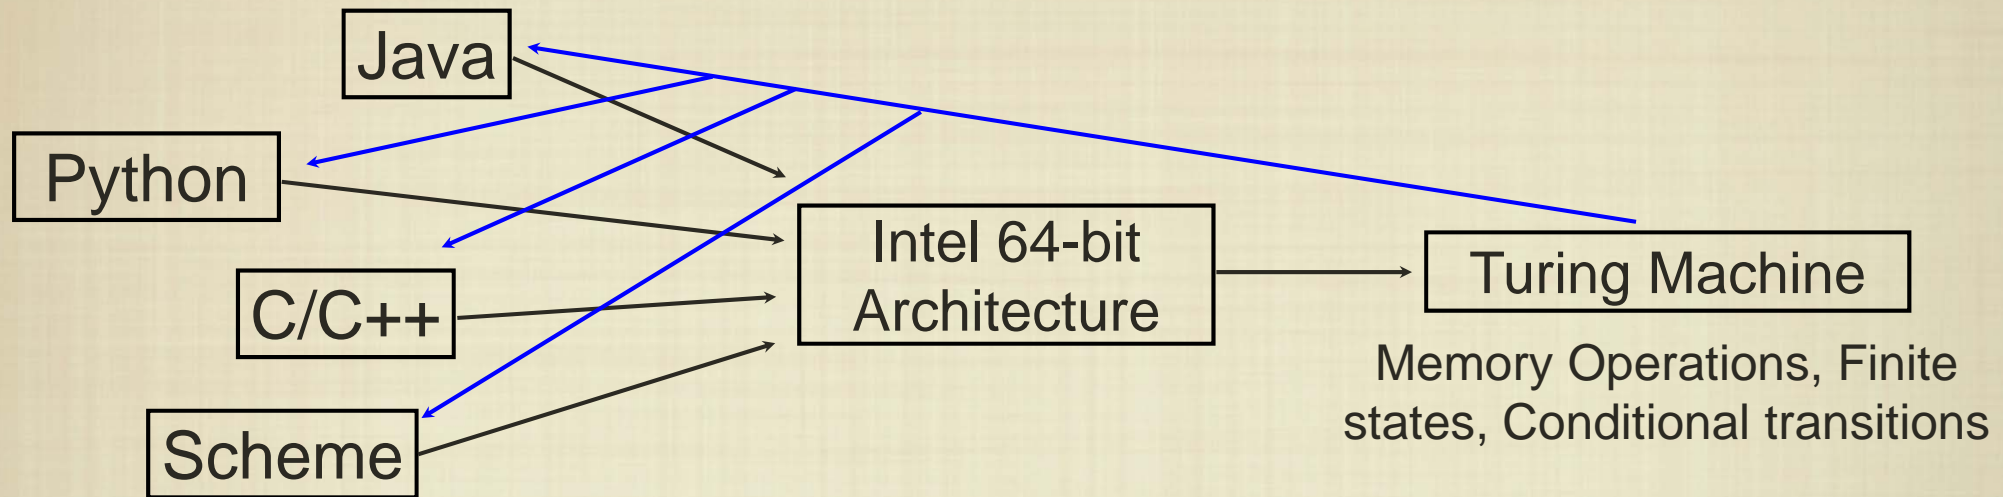 Java
Python
C/C++
Scheme
Intel 64-bit
Architecture
Turing Machine
Memory Operations, Finite
states, Conditional transitions